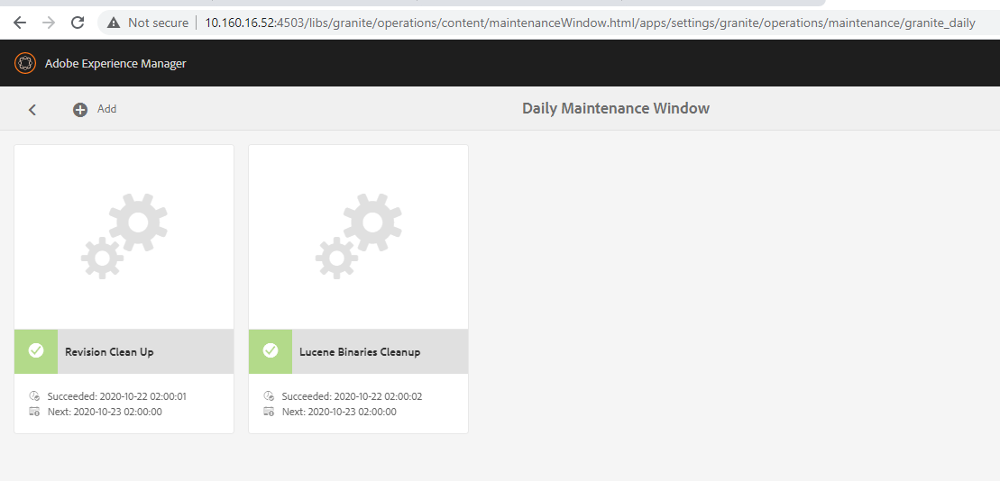 Not secure | 10.160.16.52:4503/libs/granite/operations/content/maintenanceWindow.html/apps/settings/granite/operations/maintenance/granite_daily
Adobe Experience Manager
Add
Daily Maintenance Window
Revision Clean Up
Lucene Binaries Cleanup
Succeeded: 2020-10-22 02:00:01
Next: 2020-10-23 02:00:00
Succeeded: 2020-10-22 02:00:02
Next: 2020-10-23 02:00:00